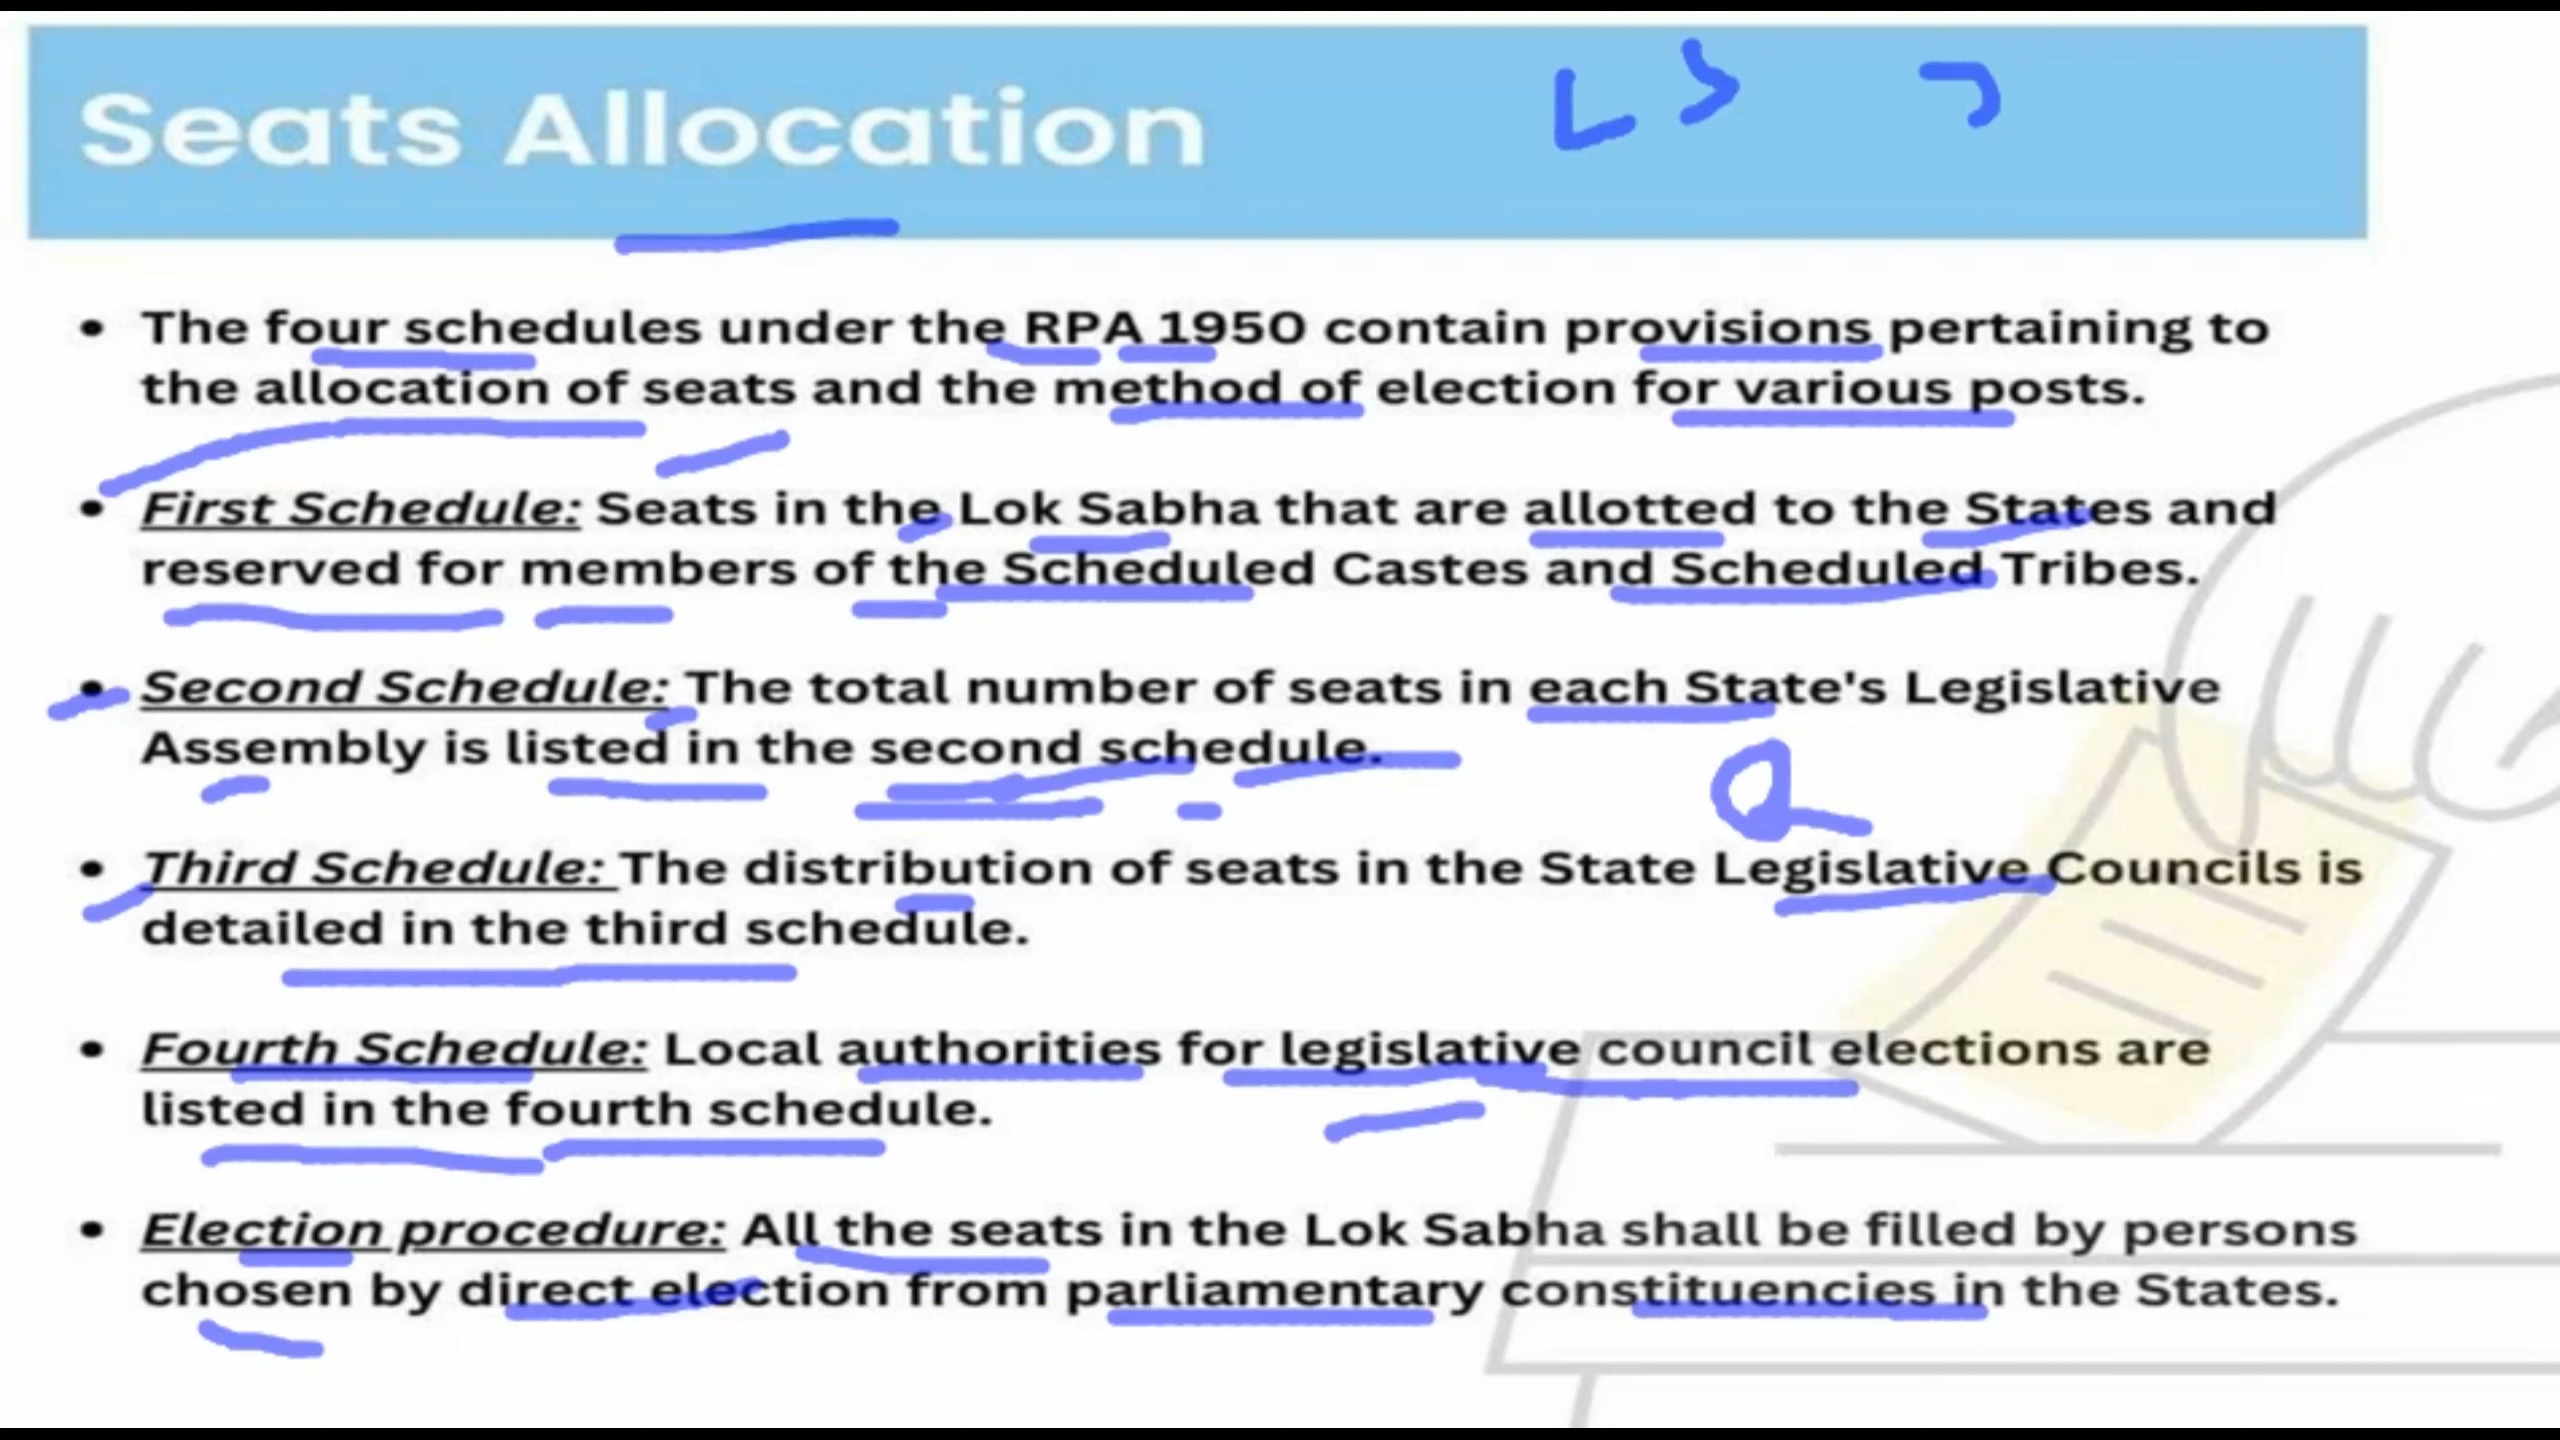 Seats Allocation
• The four schedules under the RPA 1950 contain provisions pertaining to
the allocation of seats and the method of election for various posts.
• First Schedule: Seats in the Lok Sabha that are allotted to the States and
reserved for members of the Scheduled Castes and Scheduled Tribes.
• Second Schedule: The total number of seats in each State's Legislative
Assembly is listed in the second schedule.
• Third Schedule: The distribution of seats in the State Legislative Councils is
detailed in the third schedule.
• Fourth Schedule: Local authorities for legislative council elections are
listed in the fourth schedule.
• Election procedure: All the seats in the Lok Sabha shall be filled by persons
chosen by direct election from parliamentary constituencies in the States.